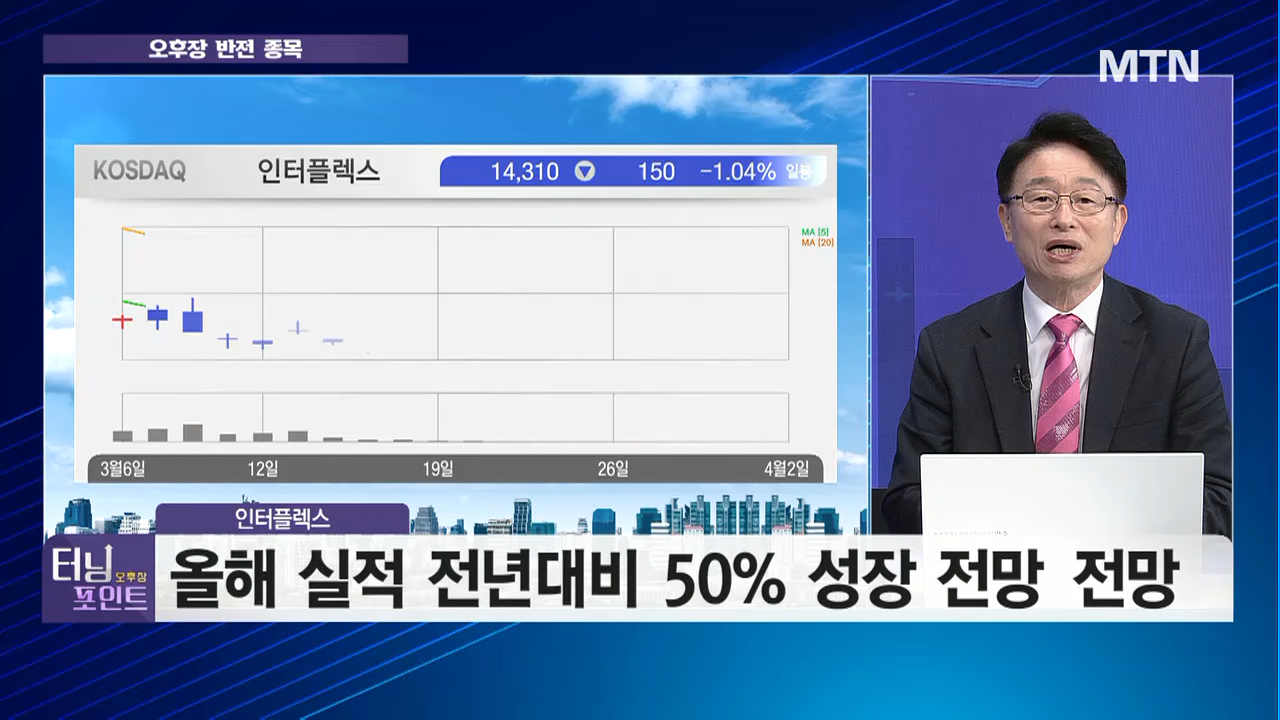 오후장 반전 종목
MTN
KOSDAQ 인터플렉스 14,310 ▼ 150 -1.04% 일봉
MA [5]
MA [20]
3월6일 12일 19일 26일 4월2일
인터플렉스
터닝 오후장
포인트
올해 실적 전년대비 50% 성장 전망 전망